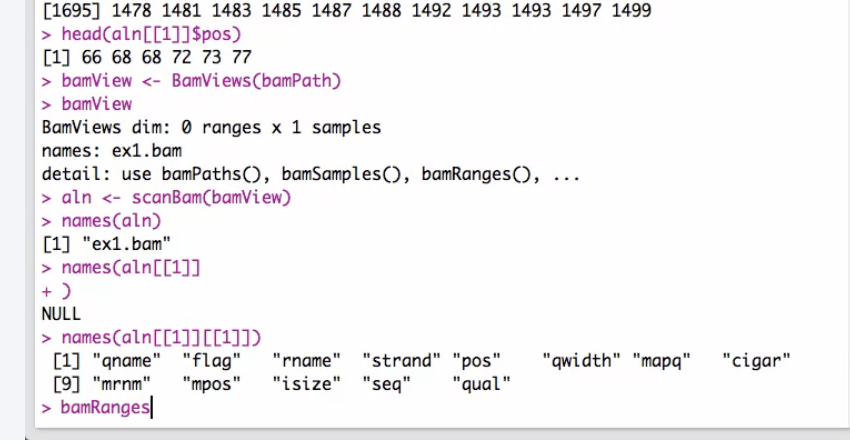 [1695] 1478 1481 1483 1485 1487 1488 1492 1493 1493 1497 1499
> head(aln[[1]]$pos)
[1] 66 68 68 72 73 77
> bamView <- BamViews(bamPath)
> bamView
BamViews dim: 0 ranges x 1 samples
names: ex1.bam
detail: use bamPaths(), bamSamples(), bamRanges(), ...
> aln <- scanBam(bamView)
> names(aln)
[1] "ex1.bam"
> names(aln[[1]]
+ )
NULL
> names(aln[[1]][[1]])
 [1] "qname"  "flag"   "rname"  "strand" "pos"    "qwidth" "mapq"   "cigar"
 [9] "mrnm"   "mpos"   "isize"  "seq"    "qual"
> bamRanges